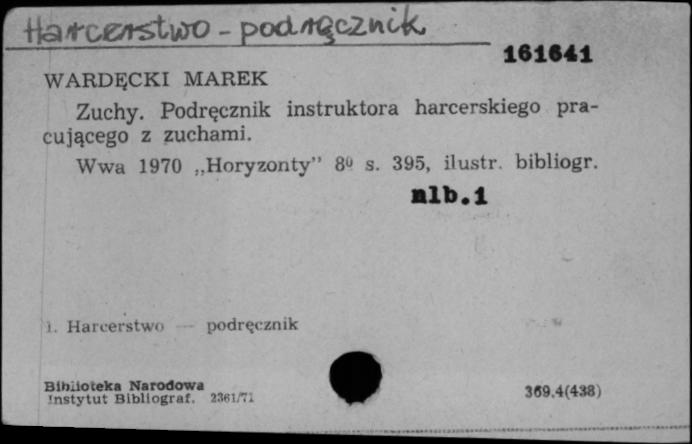 Harcerstwo - podręcznik
161641
WARDĘCKI MAREK
Zuchy. Podręcznik instruktora harcerskiego pra-
cującego z zuchami.
Wwa 1970 „Horyzonty” 8⁰ s. 395, ilustr. bibliogr.
nlb.1
1. Harcerstwo — podręcznik
Biblioteka Narodowa
Instytut Bibliograf. 2361/71
369.4(438)